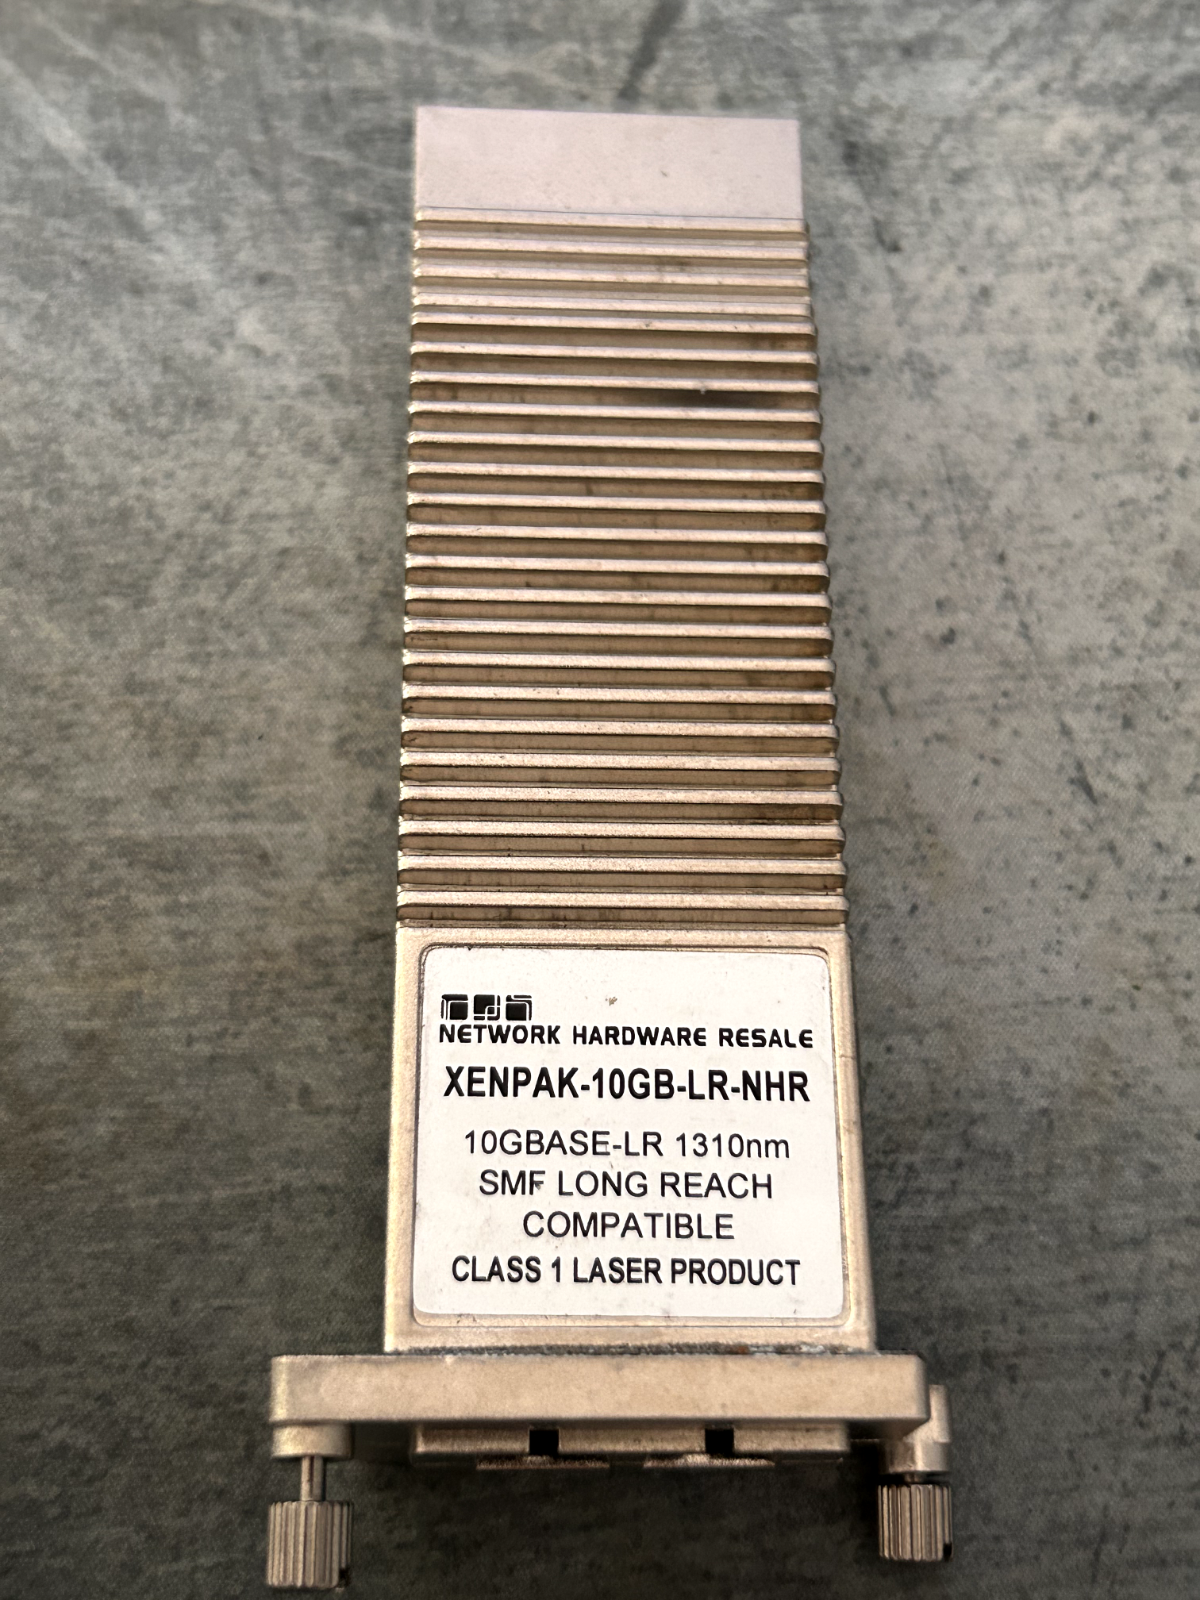 NETWORK HARDWARE RESALE
XENPAK-10GB-LR-NHR
10GBASE-LR 1310nm
SMF LONG REACH
COMPATIBLE
CLASS 1 LASER PRODUCT